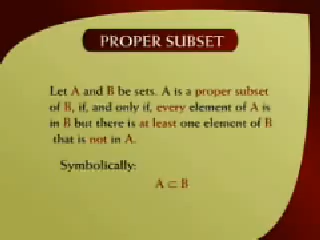 PROPER SUBSET
Let A and B be sets. A is a proper subset
of B, if, and only if, every element of A is
in B but there is at least one element of B
that is not in A.
Symbolically:
A ⊂ B